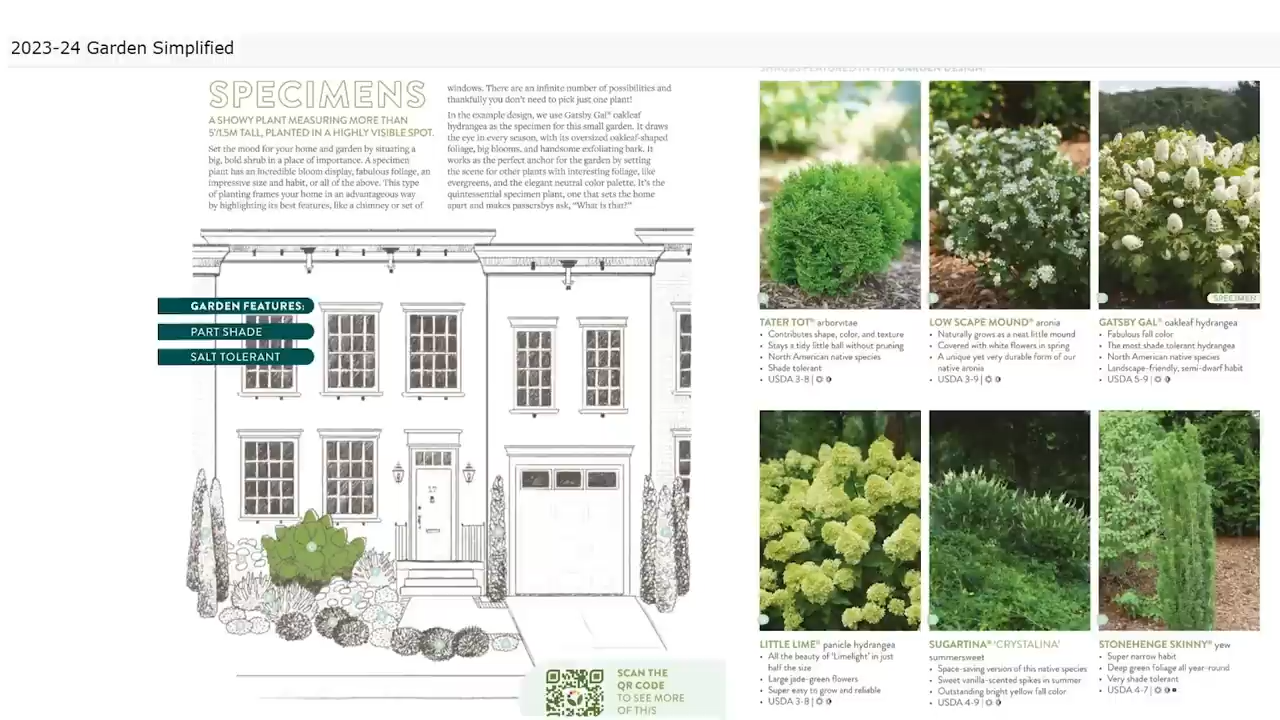 2023-24 Garden Simplified
SPECIMENS
A SHOWY PLANT MEASURING MORE THAN
5'/1.5M TALL, PLANTED IN A HIGHLY VISIBLE SPOT.
Set the mood for your home and garden by situating a
big, bold shrub in a place of importance. A specimen
plant has an incredible bloom display, fabulous foliage, an
impressive size and habit, or all of the above. This type
of planting frames your home in an advantageous way
by highlighting its best features, like a chimney or set of
windows. There are an infinite number of possibilities and
thankfully you don't need to pick just one plant!
In the example design, we use Gatsby Gal® oakleaf
hydrangea as the specimen for this small garden. It draws
the eye in every season, with its oversized oakleaf-shaped
foliage, big blooms, and handsome exfoliating bark. It
works as the perfect anchor for the garden by setting
the scene for other plants with interesting foliage, like
evergreens, and the elegant neutral color palette. It's the
quintessential specimen plant, one that sets the home
apart and makes passersbys ask, "What is that?"
GARDEN FEATURES:
PART SHADE
SALT TOLERANT
SCAN THE
QR CODE
TO SEE MORE
OF THIS
SHRUBS FEATURED IN THIS GARDEN DESIGN:
TATER TOT® arborvitae
• Contributes shape, color, and texture
• Stays a tidy little ball without pruning
• North American native species
• Shade tolerant
• USDA 3-8 |
LOW SCAPE MOUND® aronia
• Naturally grows as a neat little mound
• Covered with white flowers in spring
• A unique yet very durable form of our
native aronia
• USDA 3-9 |
SPECIMEN
GATSBY GAL® oakleaf hydrangea
• Fabulous fall color
• The most shade tolerant hydrangea
• North American native species
• Landscape-friendly, semi-dwarf habit
• USDA 5-9 |
LITTLE LIME® panicle hydrangea
• All the beauty of 'Limelight' in just
half the size
• Large jade-green flowers
• Super easy to grow and reliable
• USDA 3-8 |
SUGARTINA® 'CRYSTALINA'
summersweet
• Space-saving version of this native species
• Sweet vanilla-scented spikes in summer
• Outstanding bright yellow fall color
• USDA 4-9 |
STONEHENGE SKINNY® yew
• Super narrow habit
• Deep green foliage all year-round
• Very shade tolerant
• USDA 4-7 |